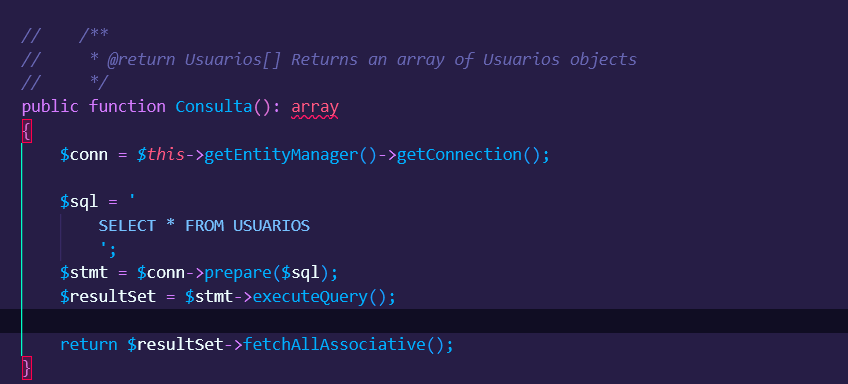 //    /**
//     * @return Usuarios[] Returns an array of Usuarios objects
//     */
public function Consulta(): array
{
    $conn = $this->getEntityManager()->getConnection();
    $sql = '
        SELECT * FROM USUARIOS
        ';
    $stmt = $conn->prepare($sql);
    $resultSet = $stmt->executeQuery();
    return $resultSet->fetchAllAssociative();
}